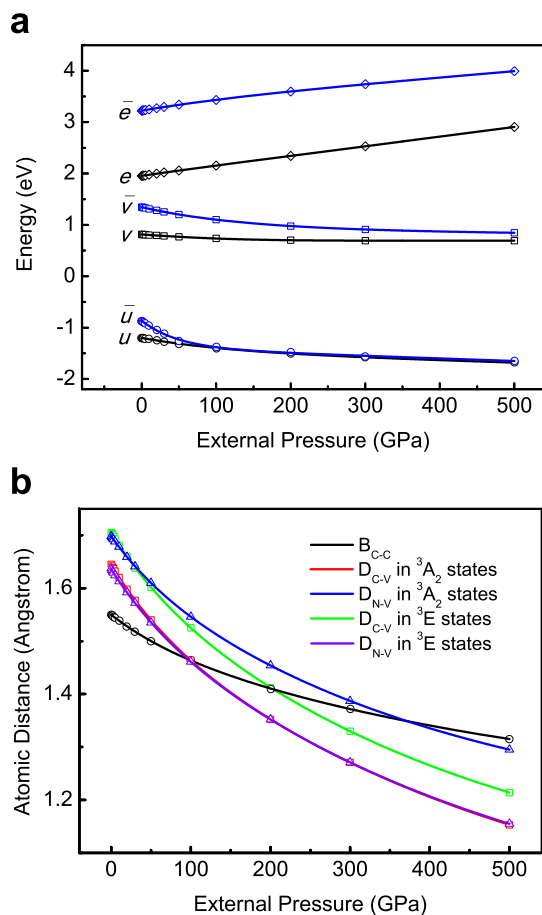 a
4
3
2
1
0
-1
-2
Energy (eV)
e̅
e
v̅
v
u̅
u
0
100
200
300
400
500
External Pressure (GPa)
b
1.6
1.4
1.2
Atomic Distance (Angstrom)
B_C-C
D_C-V in ³A₂ states
D_N-V in ³A₂ states
D_C-V in ³E states
D_N-V in ³E states
0
100
200
300
400
500
External Pressure (GPa)